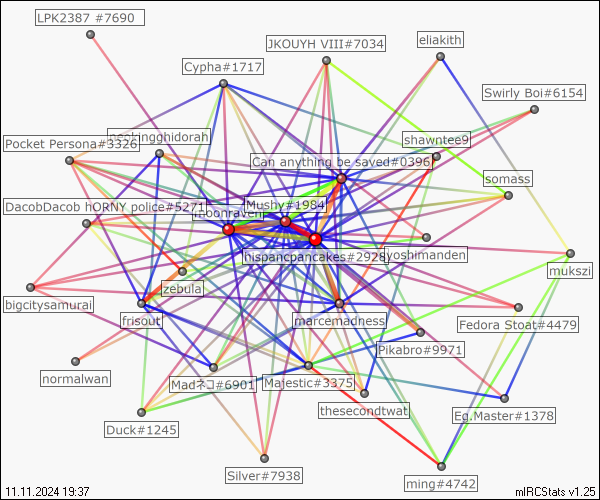 LPK2387 #7690
eliakith
JKOUYH VIII#7034
Cypha#1717
Swirly Boi#6154
shawntee9
Pocket Persona#3326
Can anything be saved#0396
somass
DacobDacob hORNY police#5271
Mushy#1984
moonraven
hispancpancakes#2928
yoshimanden
mukszi
zebula
bigcitysamurai
frisout
marcemadness
Fedora Stoat#4479
Pikabro#9971
normalwan
Madネコ#6901
Majestic#3375
thesecondtwat
Eg.Master#1378
Duck#1245
Silver#7938
ming#4742
11.11.2024 19:37
mIRCStats v1.25